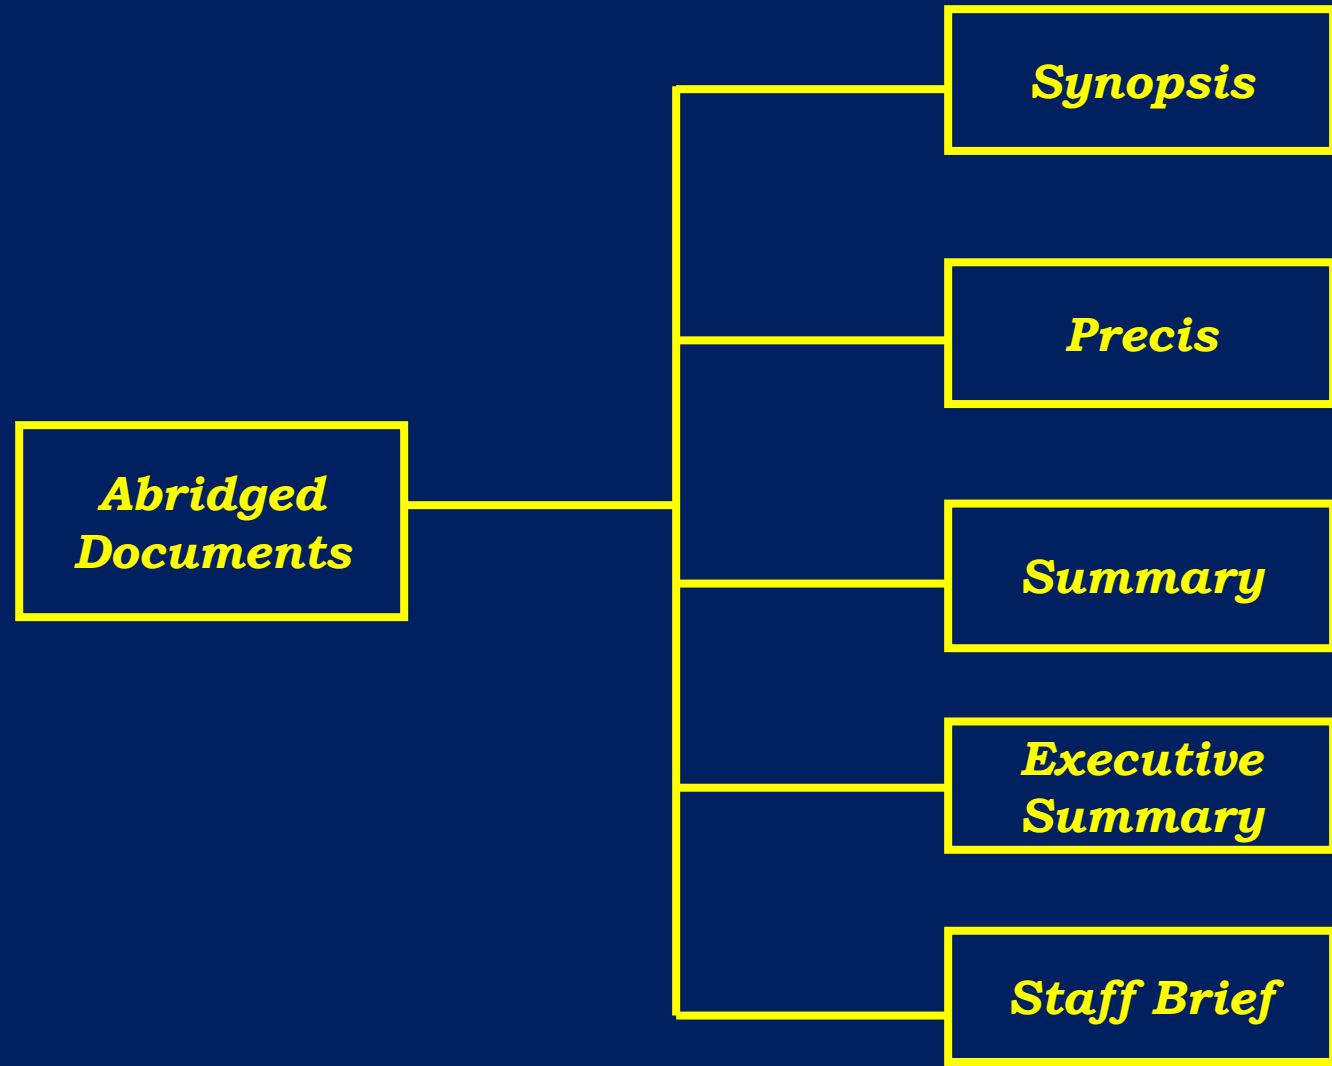 Synopsis
Precis
Abridged
Documents
Summary
Executive
Summary
Staff Brief